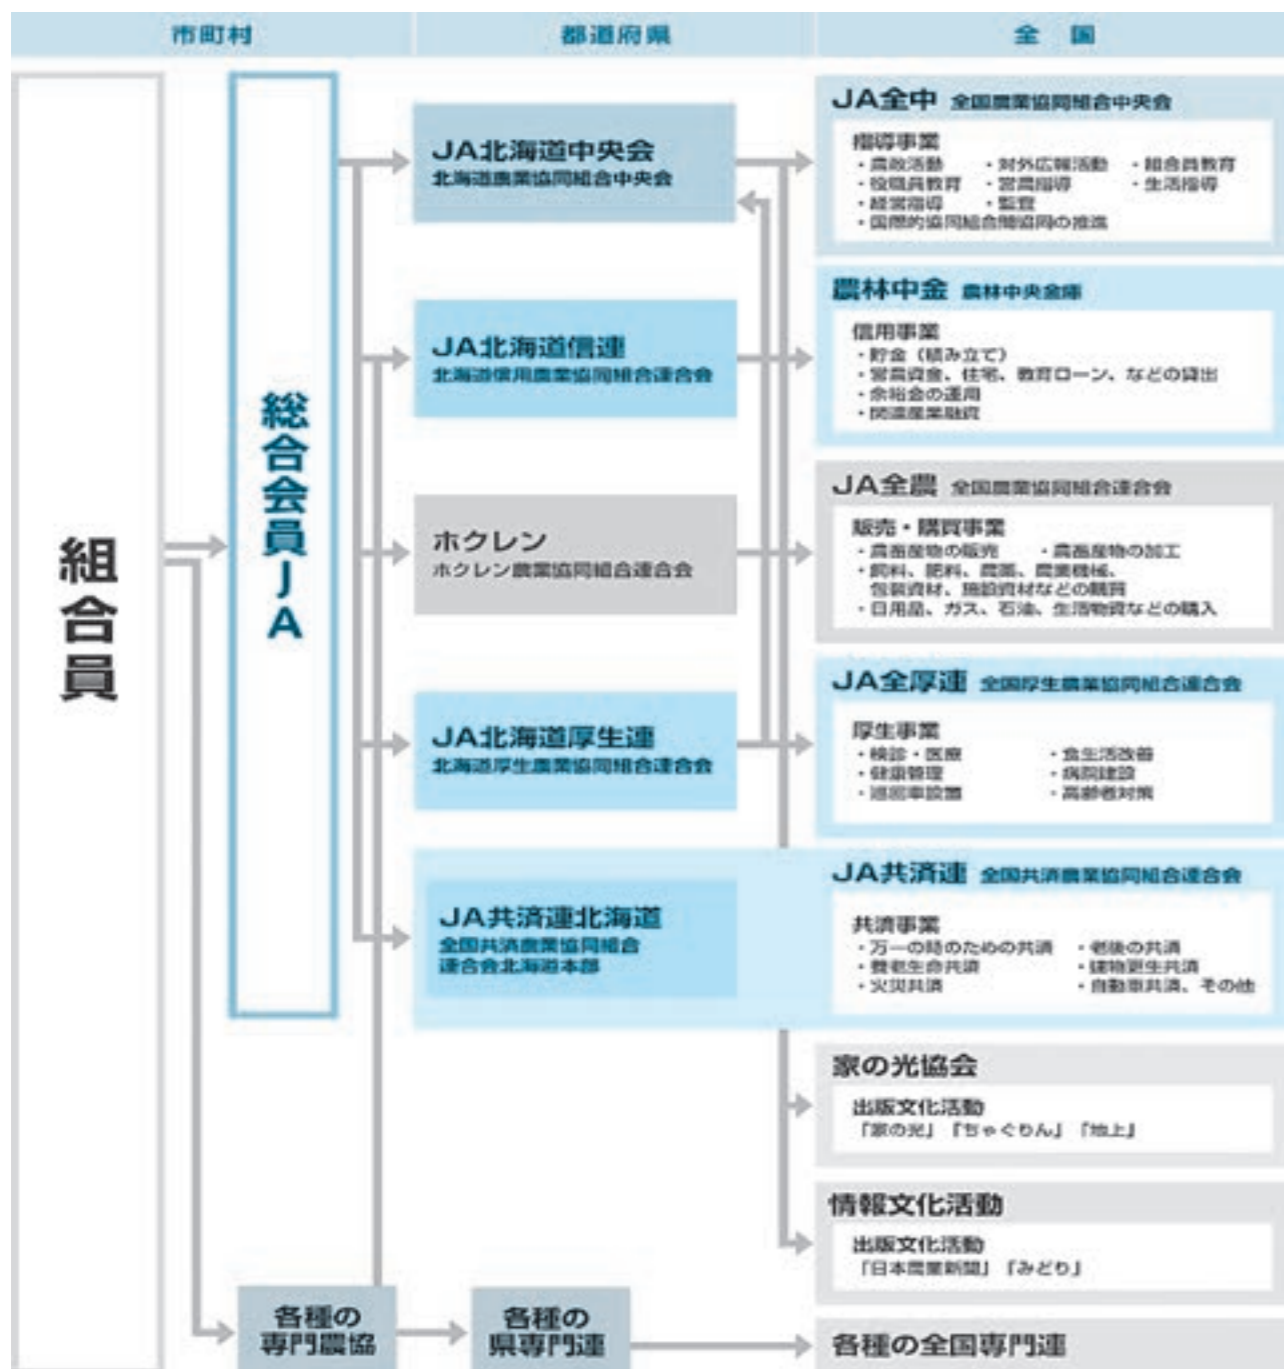 市町村
都道府県
全国
組合員
総合会員JA
JA北海道中央会
北海道農業協同組合中央会
JA北海道信連
北海道信用農業協同組合連合会
ホクレン
ホクレン農業協同組合連合会
JA北海道厚生連
北海道厚生農業協同組合連合会
JA共済連北海道
全国共済農業協同組合
連合会北海道本部
各種の
専門農協
各種の
県専門連
JA全中 全国農業協同組合中央会
指導事業
・農政活動 ・対外広報活動 ・組合員教育
・役職員教育 ・営農指導 ・生活指導
・経営指導 ・監査
・国際的協同組合間協同の推進
農林中金 農林中央金庫
信用事業
・貯金（積み立て）
・営農資金、住宅、教育ローン、などの貸出
・余裕金の運用
・関連産業融資
JA全農 全国農業協同組合連合会
販売・購買事業
・農畜産物の販売 ・農畜産物の加工
・飼料、肥料、農薬、農業機械、
包装資材、施設資材などの購買
・日用品、ガス、石油、生活物資などの購入
JA全厚連 全国厚生農業協同組合連合会
厚生事業
・検診・医療 ・食生活改善
・健康管理 ・病院建設
・巡回車設置 ・高齢者対策
JA共済連 全国共済農業協同組合連合会
共済事業
・万一の時のための共済 ・老後の共済
・養老生命共済 ・建物更生共済
・火災共済 ・自動車共済、その他
家の光協会
出版文化活動
「家の光」「ちゃぐりん」「地上」
情報文化活動
出版文化活動
「日本農業新聞」「みどり」
各種の全国専門連